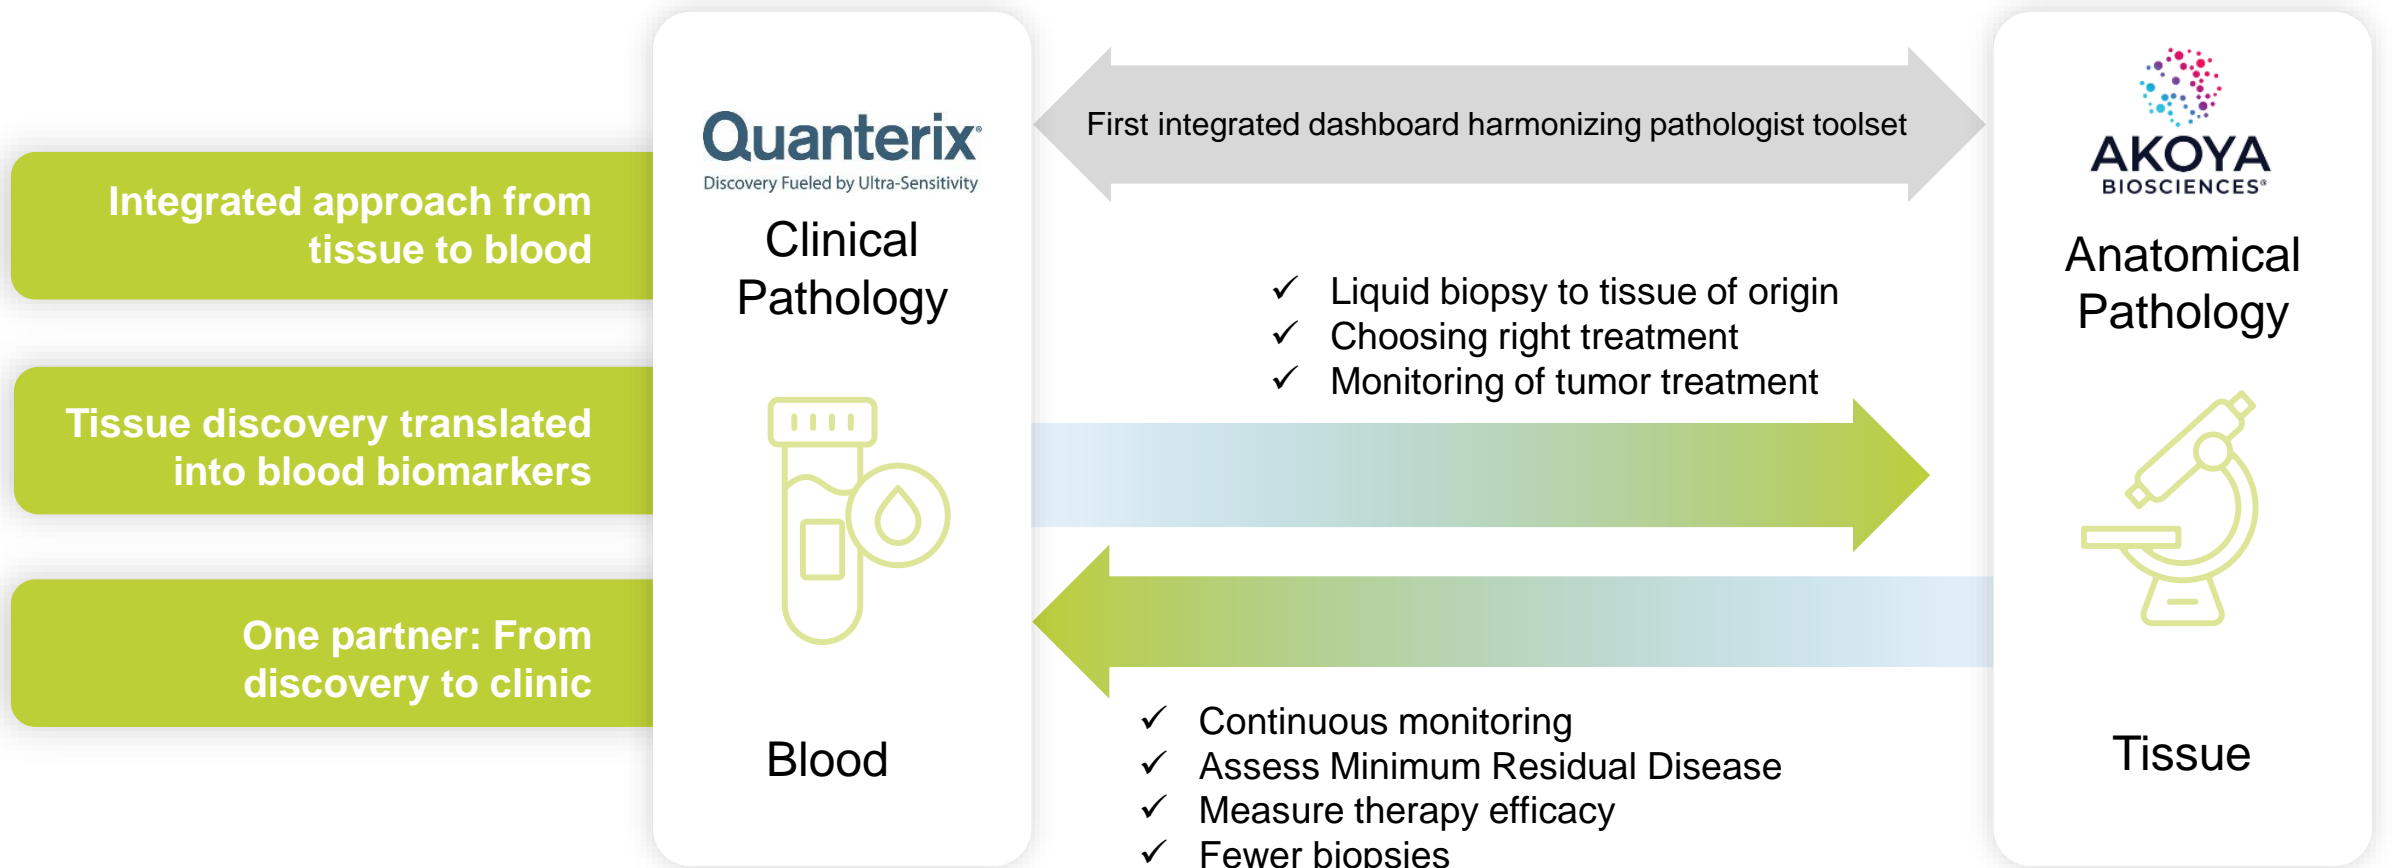 Integrated approach from
tissue to blood
Tissue discovery translated
into blood biomarkers
One partner: From
discovery to clinic
Quanterix®
Discovery Fueled by Ultra-Sensitivity
Clinical
Pathology
Blood
First integrated dashboard harmonizing pathologist toolset
✓ Liquid biopsy to tissue of origin
✓ Choosing right treatment
✓ Monitoring of tumor treatment
✓ Continuous monitoring
✓ Assess Minimum Residual Disease
✓ Measure therapy efficacy
✓ Fewer biopsies
AKOYA
BIOSCIENCES®
Anatomical
Pathology
Tissue